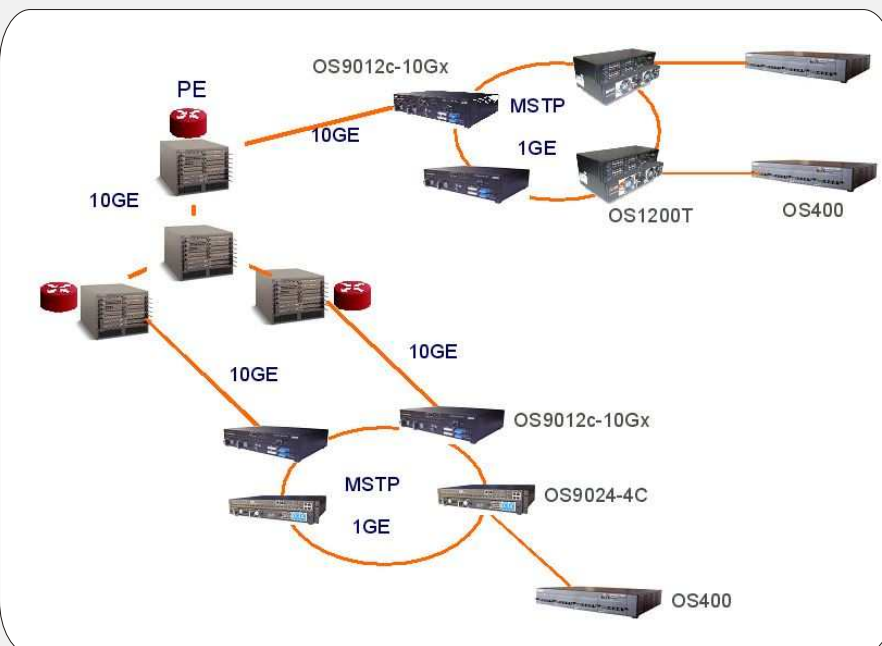 OS9012c-10Gx
PE
MSTP
10GE
1GE
10GE
OS1200T
OS400
10GE
10GE
OS9012c-10Gx
MSTP
OS9024-4C
1GE
OS400